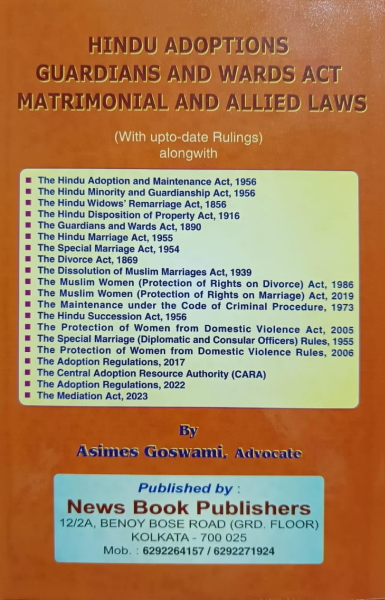 HINDU ADOPTIONS
GUARDIANS AND WARDS ACT
MATRIMONIAL AND ALLIED LAWS
(With upto-date Rulings)
alongwith
The Hindu Adoption and Maintenance Act, 1956
The Hindu Minority and Guardianship Act, 1956
The Hindu Widows' Remarriage Act, 1856
The Hindu Disposition of Property Act, 1916
The Guardians and Wards Act, 1890
The Hindu Marriage Act, 1955
The Special Marriage Act, 1954
The Divorce Act, 1869
The Dissolution of Muslim Marriages Act, 1939
The Muslim Women (Protection of Rights on Divorce) Act, 1986
The Muslim Women (Protection of Rights on Marriage) Act, 2019
The Maintenance under the Code of Criminal Procedure, 1973
The Hindu Succession Act, 1956
The Protection of Women from Domestic Violence Act, 2005
The Special Marriage (Diplomatic and Consular Officers) Rules, 1955
The Protection of Women from Domestic Violence Rules, 2006
The Adoption Regulations, 2017
The Central Adoption Resource Authority (CARA)
The Adoption Regulations, 2022
The Mediation Act, 2023
By
Asimes Goswami, Advocate
Published by :
News Book Publishers
12/2A, BENOY BOSE ROAD (GRD. FLOOR)
KOLKATA - 700 025
Mob. : 6292264157 / 6292271924